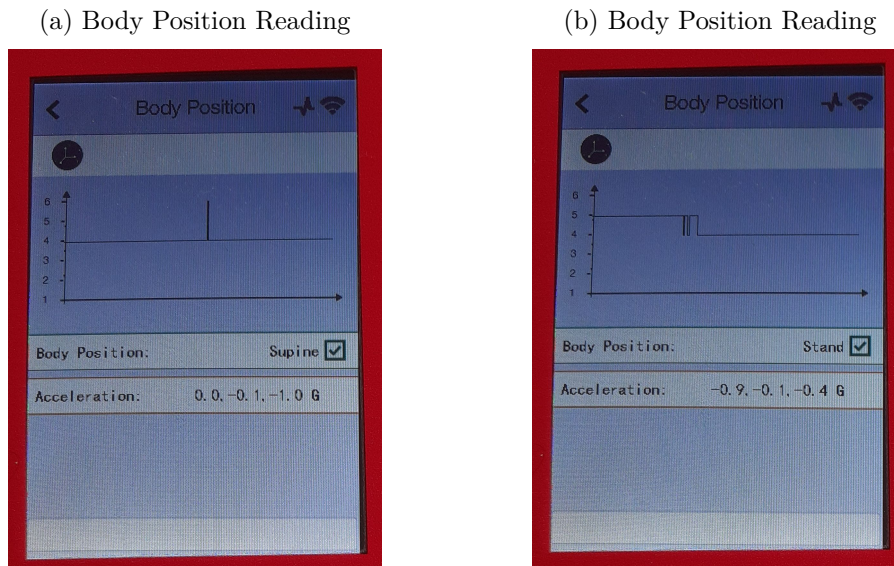 (a) Body Position Reading
Body Position
6
5
4
3
2
1
Body Position: Supine
Acceleration: 0.0,-0.1,-1.0 G
(b) Body Position Reading
Body Position
6
5
4
3
2
1
Body Position: Stand
Acceleration: -0.9,-0.1,-0.4 G